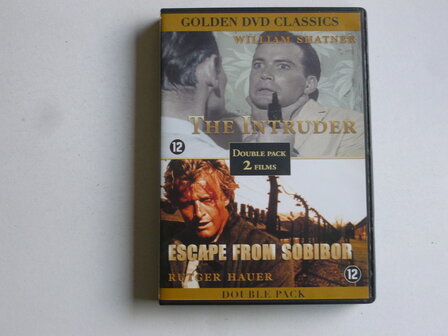 GOLDEN DVD CLASSICS
WILLIAM SHATNER
THE INTRUDER
12
DOUBLE PACK
2 FILMS
ESCAPE FROM SOBIBOR
RUTGER HAUER
12
DOUBLE PACK